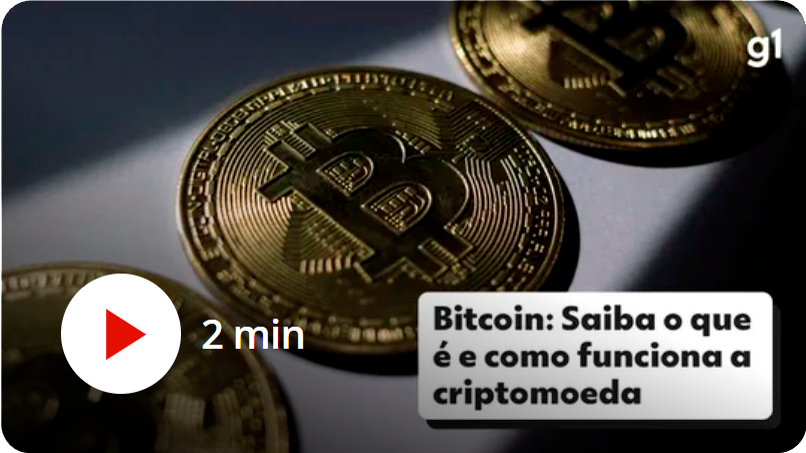 g1
2 min
Bitcoin: Saiba o que
é e como funciona a
criptomoeda